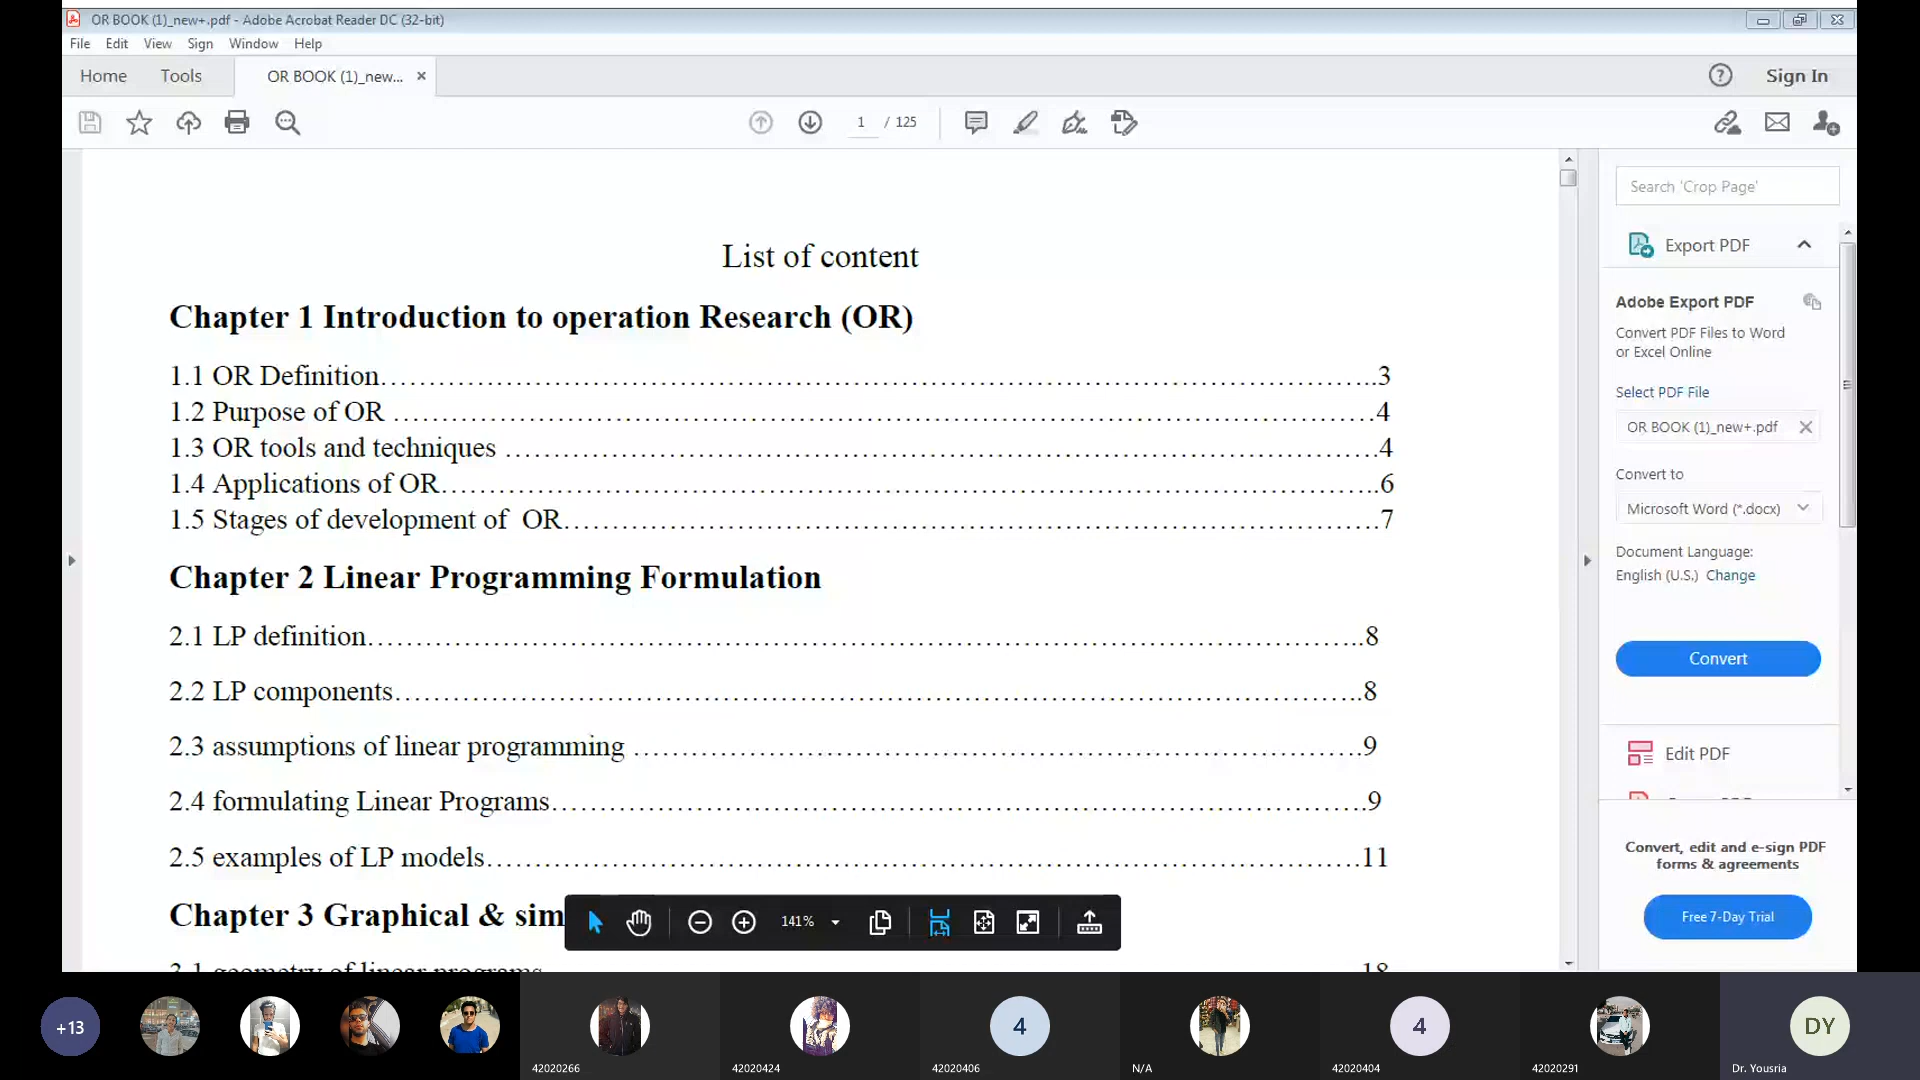 OR BOOK (1)_new+.pdf - Adobe Acrobat Reader DC (32-bit)
File Edit View Sign Window Help
Home Tools OR BOOK (1)_new... × Sign In
1 / 125
List of content
Chapter 1 Introduction to operation Research (OR)
1.1 OR Definition..........3
1.2 Purpose of OR ..........4
1.3 OR tools and techniques ..........4
1.4 Applications of OR..........6
1.5 Stages of development of OR..........7
Chapter 2 Linear Programming Formulation
2.1 LP definition..........8
2.2 LP components..........8
2.3 assumptions of linear programming ..........9
2.4 formulating Linear Programs..........9
2.5 examples of LP models..........11
Chapter 3 Graphical & sim
3.1 geometry of linear programs 18
141%
Search 'Crop Page'
Export PDF
Adobe Export PDF
Convert PDF Files to Word
or Excel Online
Select PDF File
OR BOOK (1)_new+.pdf
Convert to
Microsoft Word (*.docx)
Document Language:
English (U.S.) Change
Convert
Edit PDF
Convert, edit and e-sign PDF
forms & agreements
Free 7-Day Trial
+13
4
4
DY
42020266
42020424
42020406
N/A
42020404
42020291
Dr. Yousria